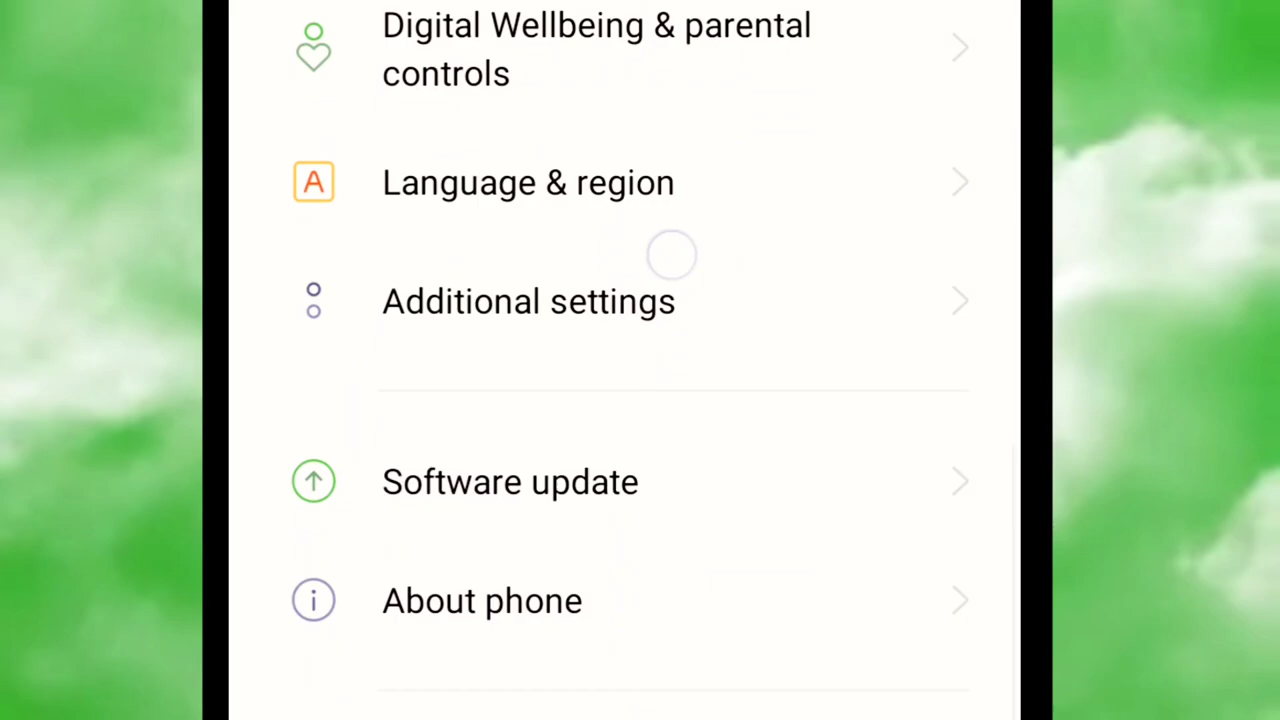 Digital Wellbeing & parental
controls
A
Language & region
Additional settings
Software update
About phone